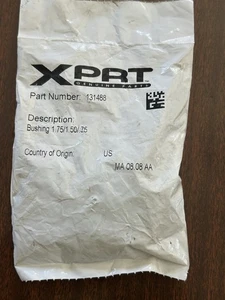 XPRT
GENUINE PARTS
Part Number: 131488
Description:
Bushing 1.75/1.50/.25
Country of Origin US
MA 08.08 AA